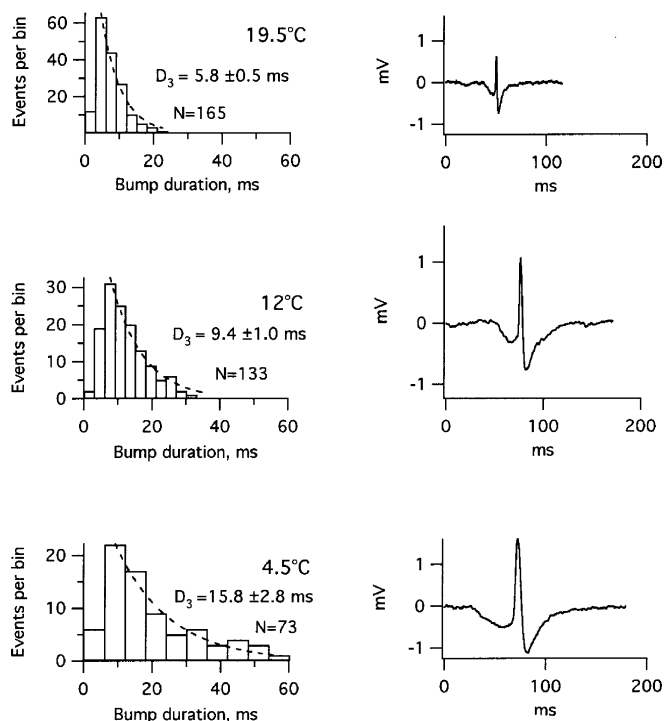 Events per bin
60
40
20
0
20
40
60
Bump duration, ms
19.5°C
D3 = 5.8 ±0.5 ms
N=165
mV
1
0
-1
0
100
200
ms
Events per bin
30
20
10
0
0
20
40
60
Bump duration, ms
12°C
D3 = 9.4 ±1.0 ms
N=133
mV
1
0
-1
0
100
200
ms
Events per bin
20
10
0
0
20
40
60
Bump duration, ms
4.5°C
D3 =15.8 ±2.8 ms
N=73
mV
1
0
-1
0
100
200
ms